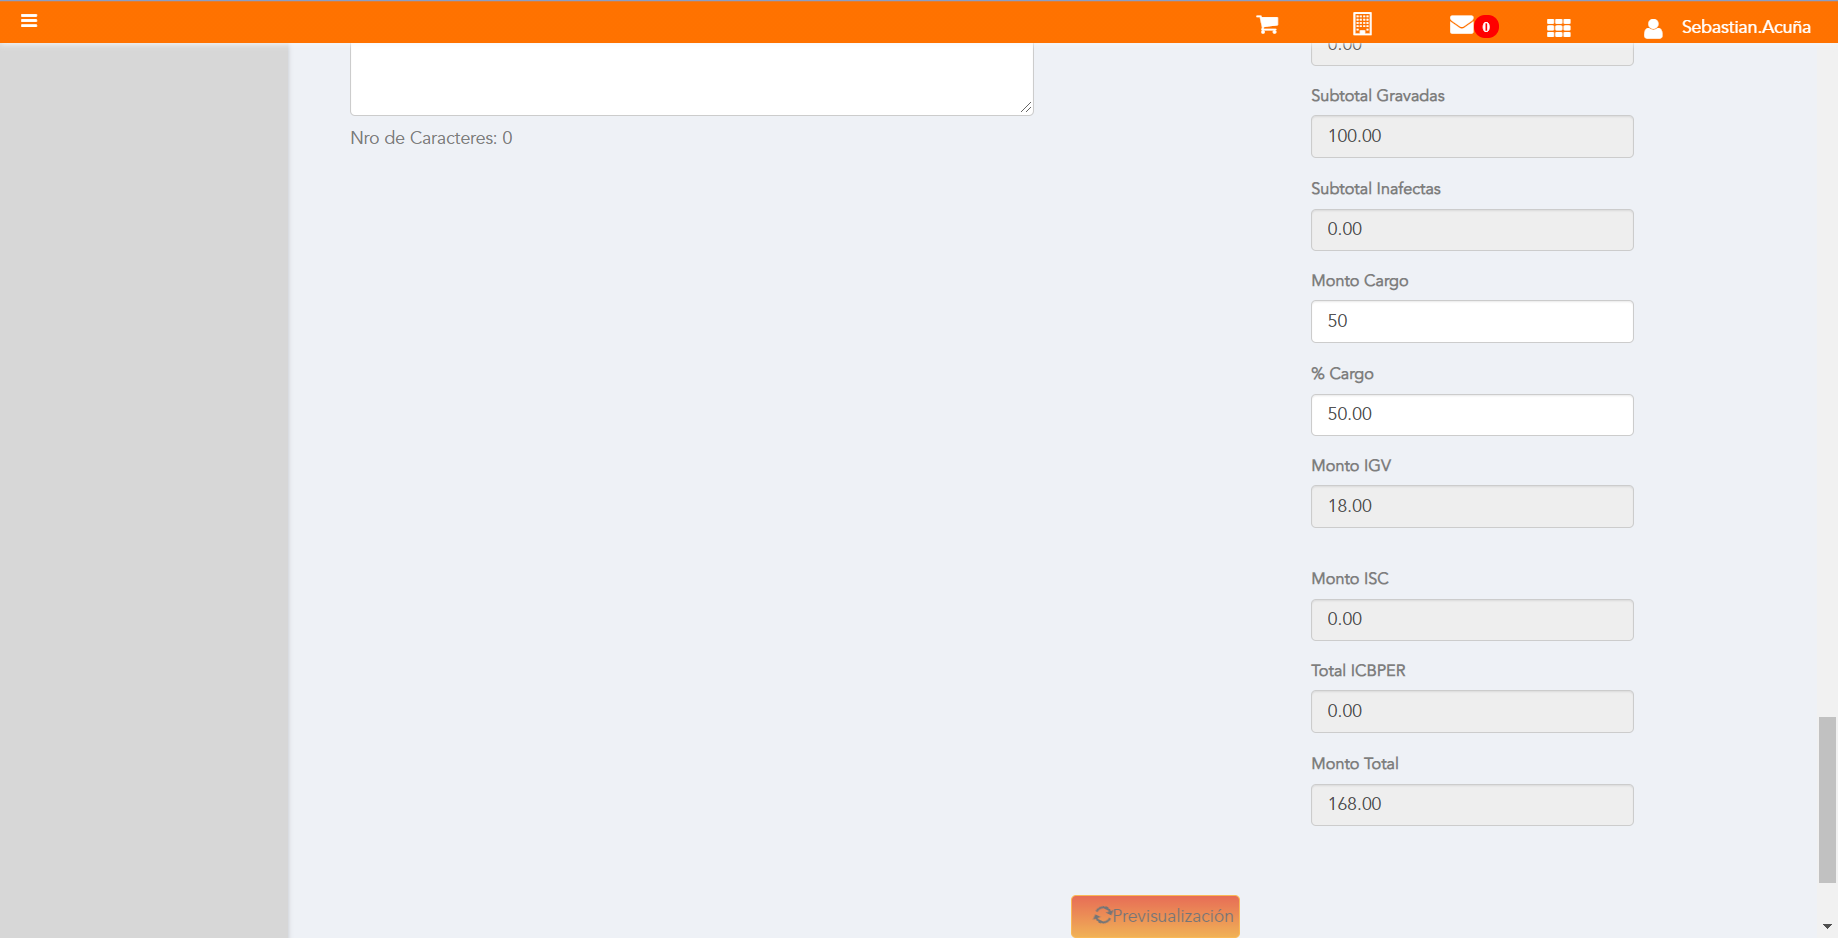 0
Sebastian.Acuña
0.00
Nro de Caracteres: 0
Subtotal Gravadas
100.00
Subtotal Inafectas
0.00
Monto Cargo
50
% Cargo
50.00
Monto IGV
18.00
Monto ISC
0.00
Total ICBPER
0.00
Monto Total
168.00
Previsualización